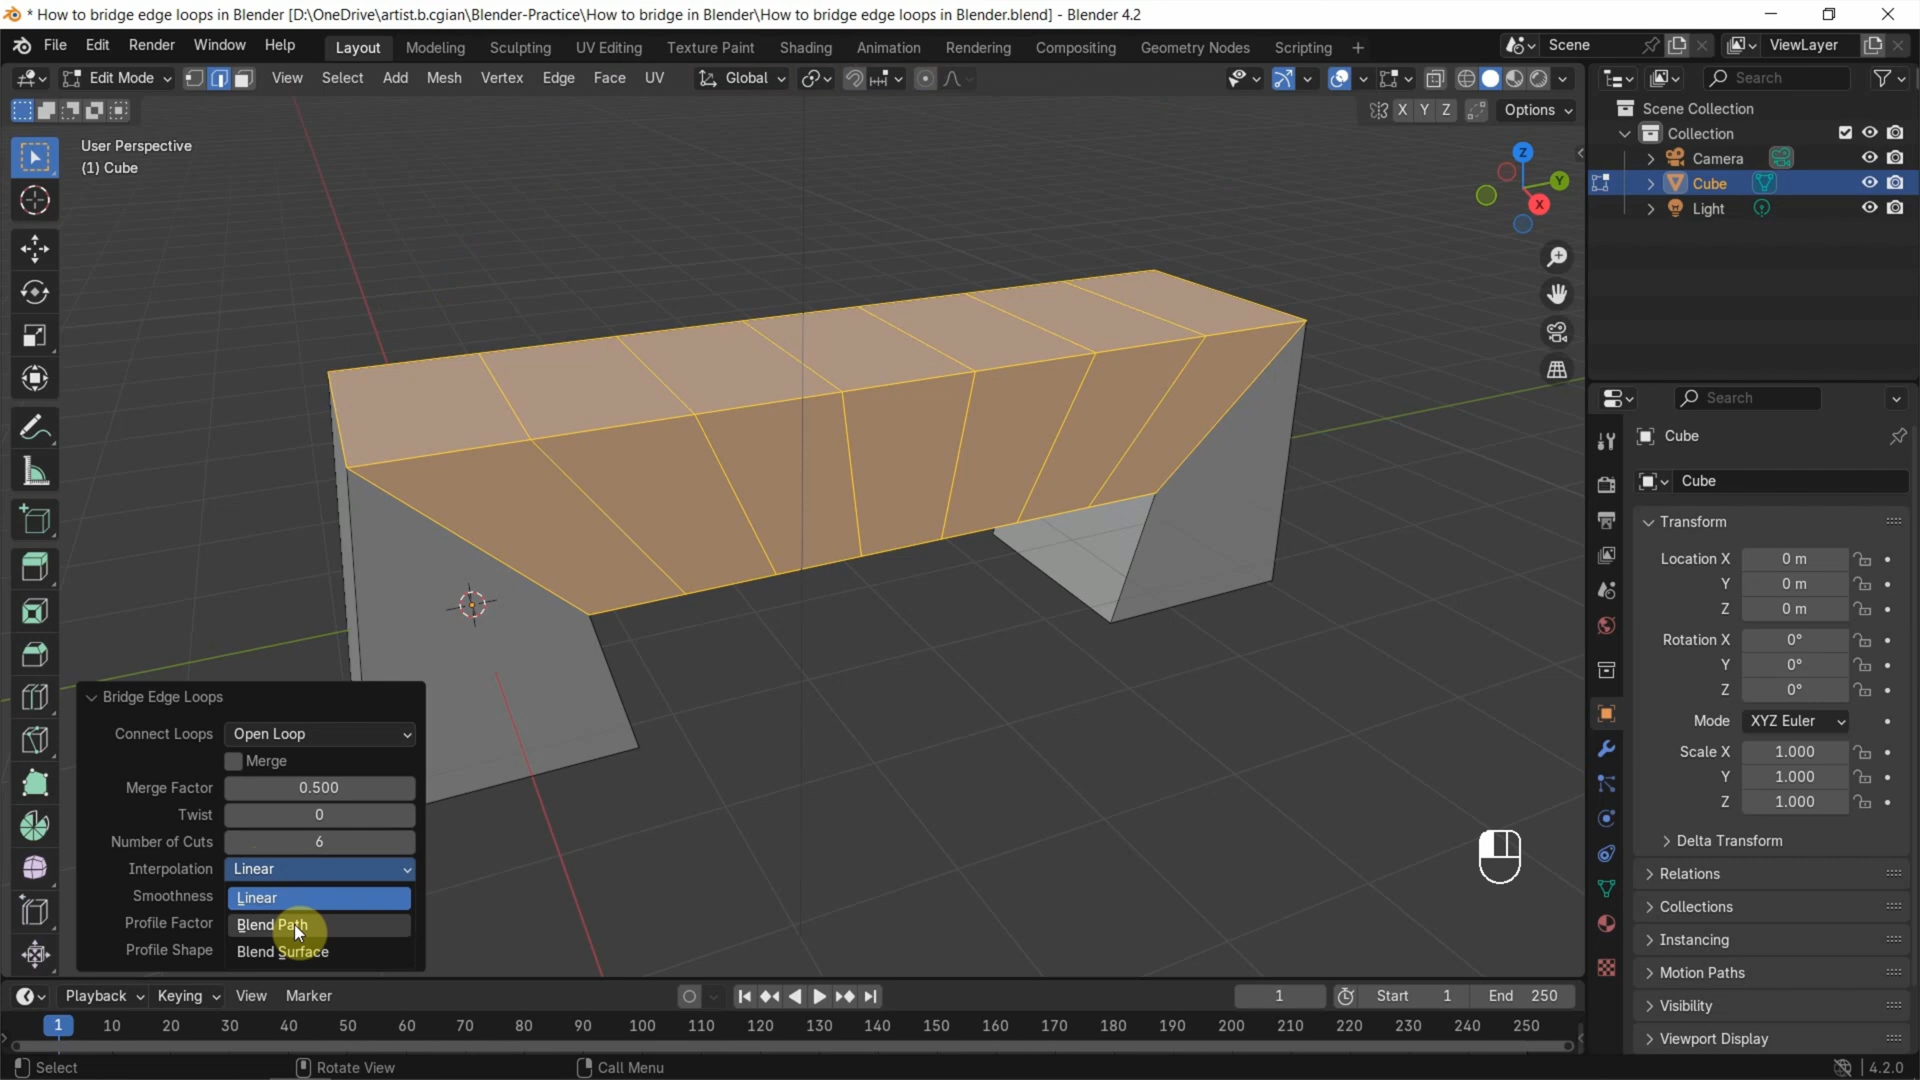 * How to bridge edge loops in Blender [D:\OneDrive\artist.b.cgian\Blender-Practice\How to bridge in Blender\How to bridge edge loops in Blender.blend] - Blender 4.2
File Edit Render Window Help Layout Modeling Sculpting UV Editing Texture Paint Shading Animation Rendering Compositing Geometry Nodes Scripting + Scene ViewLayer
Edit Mode View Select Add Mesh Vertex Edge Face UV Global Search
X Y Z Options
User Perspective
(1) Cube
Z
Y
X
Scene Collection
Collection
Camera
Cube
Light
Search
Cube
Cube
Transform
Location X 0 m
Y 0 m
Z 0 m
Rotation X 0°
Y 0°
Z 0°
Mode XYZ Euler
Scale X 1.000
Y 1.000
Z 1.000
Delta Transform
Relations
Collections
Instancing
Motion Paths
Visibility
Viewport Display
Bridge Edge Loops
Connect Loops Open Loop
Merge
Merge Factor 0.500
Twist 0
Number of Cuts 6
Interpolation Linear
Smoothness Linear
Profile Factor Blend Path
Profile Shape Blend Surface
Playback Keying View Marker 1 Start 1 End 250
1 10 20 30 40 50 60 70 80 90 100 110 120 130 140 150 160 170 180 190 200 210 220 230 240 250
Select Rotate View Call Menu 4.2.0